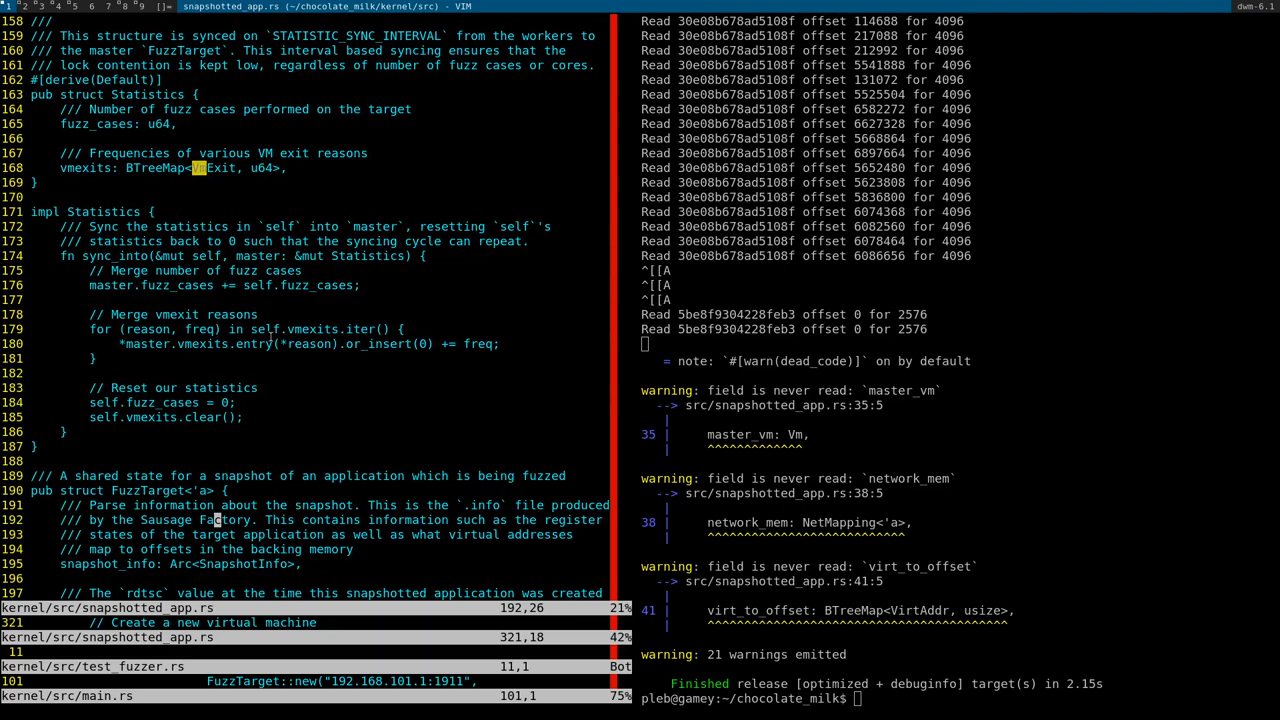 1 2 3 4 5 6 7 8 9 []= snapshotted_app.rs (~/chocolate_milk/kernel/src) - VIM dwm-6.1
158 ///
159 /// This structure is synced on `STATISTIC_SYNC_INTERVAL` from the workers to
160 /// the master `FuzzTarget`. This interval based syncing ensures that the
161 /// lock contention is kept low, regardless of number of fuzz cases or cores.
162 #[derive(Default)]
163 pub struct Statistics {
164     /// Number of fuzz cases performed on the target
165     fuzz_cases: u64,
166
167     /// Frequencies of various VM exit reasons
168     vmexits: BTreeMap<VmExit, u64>,
169 }
170
171 impl Statistics {
172     /// Sync the statistics in `self` into `master`, resetting `self`'s
173     /// statistics back to 0 such that the syncing cycle can repeat.
174     fn sync_into(&mut self, master: &mut Statistics) {
175         // Merge number of fuzz cases
176         master.fuzz_cases += self.fuzz_cases;
177
178         // Merge vmexit reasons
179         for (reason, freq) in self.vmexits.iter() {
180             *master.vmexits.entry(*reason).or_insert(0) += freq;
181         }
182
183         // Reset our statistics
184         self.fuzz_cases = 0;
185         self.vmexits.clear();
186     }
187 }
188
189 /// A shared state for a snapshot of an application which is being fuzzed
190 pub struct FuzzTarget<'a> {
191     /// Parse information about the snapshot. This is the `.info` file produced
192     /// by the Sausage Factory. This contains information such as the register
193     /// states of the target application as well as what virtual addresses
194     /// map to offsets in the backing memory
195     snapshot_info: Arc<SnapshotInfo>,
196
197     /// The `rdtsc` value at the time this snapshotted application was created
kernel/src/snapshotted_app.rs 192,26 21%
321         // Create a new virtual machine
kernel/src/snapshotted_app.rs 321,18 42%
11
kernel/src/test_fuzzer.rs 11,1 Bot
101                         FuzzTarget::new("192.168.101.1:1911",
kernel/src/main.rs 101,1 75%
Read 30e08b678ad5108f offset 114688 for 4096
Read 30e08b678ad5108f offset 217088 for 4096
Read 30e08b678ad5108f offset 212992 for 4096
Read 30e08b678ad5108f offset 5541888 for 4096
Read 30e08b678ad5108f offset 131072 for 4096
Read 30e08b678ad5108f offset 5525504 for 4096
Read 30e08b678ad5108f offset 6582272 for 4096
Read 30e08b678ad5108f offset 6627328 for 4096
Read 30e08b678ad5108f offset 5668864 for 4096
Read 30e08b678ad5108f offset 6897664 for 4096
Read 30e08b678ad5108f offset 5652480 for 4096
Read 30e08b678ad5108f offset 5623808 for 4096
Read 30e08b678ad5108f offset 5836800 for 4096
Read 30e08b678ad5108f offset 6074368 for 4096
Read 30e08b678ad5108f offset 6082560 for 4096
Read 30e08b678ad5108f offset 6078464 for 4096
Read 30e08b678ad5108f offset 6086656 for 4096
^[[A
^[[A
^[[A
Read 5be8f9304228feb3 offset 0 for 2576
Read 5be8f9304228feb3 offset 0 for 2576
= note: `#[warn(dead_code)]` on by default
warning: field is never read: `master_vm`
--> src/snapshotted_app.rs:35:5
|
35 |     master_vm: Vm,
|     ^^^^^^^^^^^^^
warning: field is never read: `network_mem`
--> src/snapshotted_app.rs:38:5
|
38 |     network_mem: NetMapping<'a>,
|     ^^^^^^^^^^^^^^^^^^^^^^^^^^^
warning: field is never read: `virt_to_offset`
--> src/snapshotted_app.rs:41:5
|
41 |     virt_to_offset: BTreeMap<VirtAddr, usize>,
|     ^^^^^^^^^^^^^^^^^^^^^^^^^^^^^^^^^^^^^^^^^
warning: 21 warnings emitted
Finished release [optimized + debuginfo] target(s) in 2.15s
pleb@gamey:~/chocolate_milk$